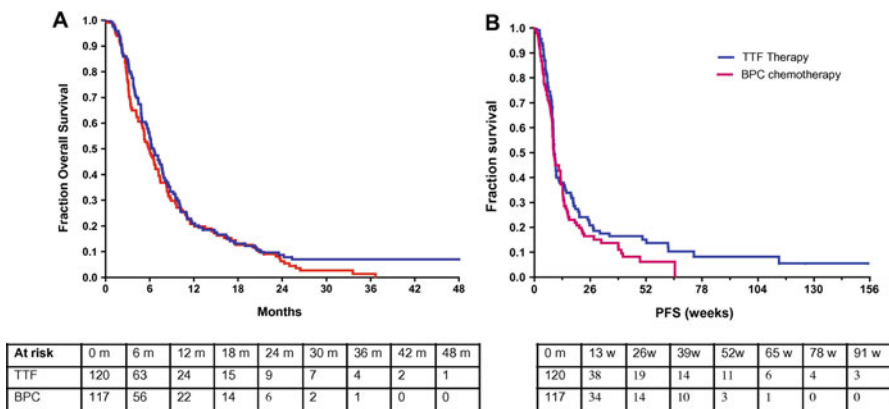 A
Fraction Overall Survival
1.0
0.9
0.8
0.7
0.6
0.5
0.4
0.3
0.2
0.1
0.0
0 6 12 18 24 30 36 42 48
Months
B
TTF Therapy
BPC chemotherapy
Fraction survival
1.0
0.9
0.8
0.7
0.6
0.5
0.4
0.3
0.2
0.1
0.0
0 26 52 78 104 130 156
PFS (weeks)
At risk 0 m 6 m 12 m 18 m 24 m 30 m 36 m 42 m 48 m
TTF 120 63 24 15 9 7 4 2 1
BPC 117 56 22 14 6 2 1 0 0
0 m 13 w 26w 39w 52w 65 w 78 w 91 w
120 38 19 14 11 6 4 3
117 34 14 10 3 1 0 0